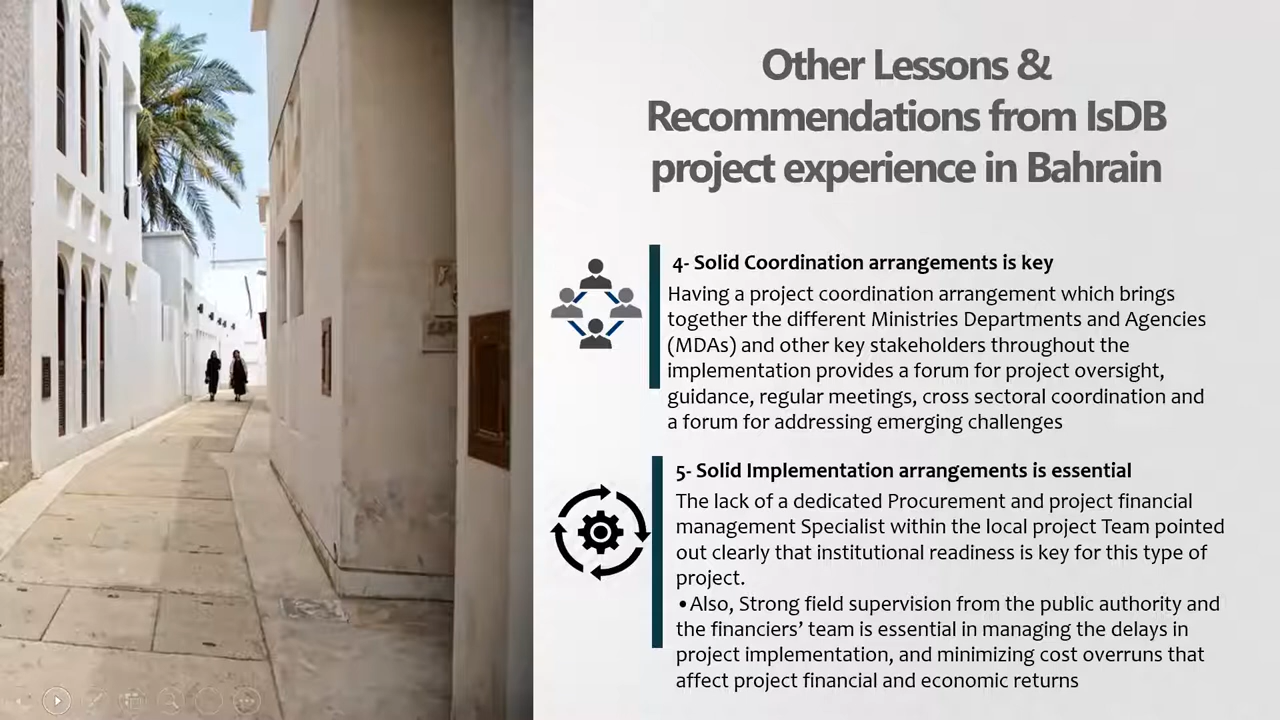 Other Lessons &
Recommendations from IsDB
project experience in Bahrain
4- Solid Coordination arrangements is key
Having a project coordination arrangement which brings
together the different Ministries Departments and Agencies
(MDAs) and other key stakeholders throughout the
implementation provides a forum for project oversight,
guidance, regular meetings, cross sectoral coordination and
a forum for addressing emerging challenges
5- Solid Implementation arrangements is essential
The lack of a dedicated Procurement and project financial
management Specialist within the local project Team pointed
out clearly that institutional readiness is key for this type of
project.
•Also, Strong field supervision from the public authority and
the financiers’ team is essential in managing the delays in
project implementation, and minimizing cost overruns that
affect project financial and economic returns